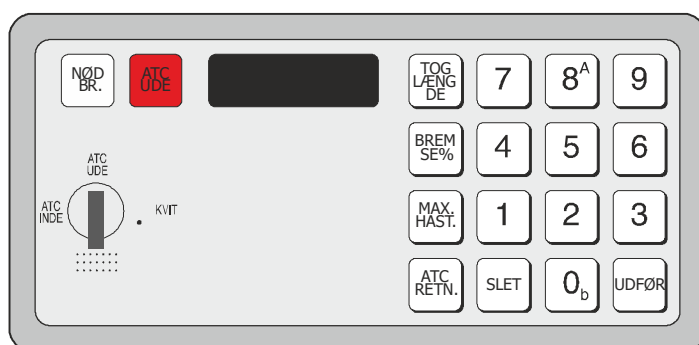 NØD
BR.
ATC
UDE
TOG
LÆNG
DE
7
8A
9
BREM
SE%
4
5
6
ATC
UDE
ATC
INDE
KVIT
MAX.
HAST.
1
2
3
ATC
RETN.
SLET
0b
UDFØR